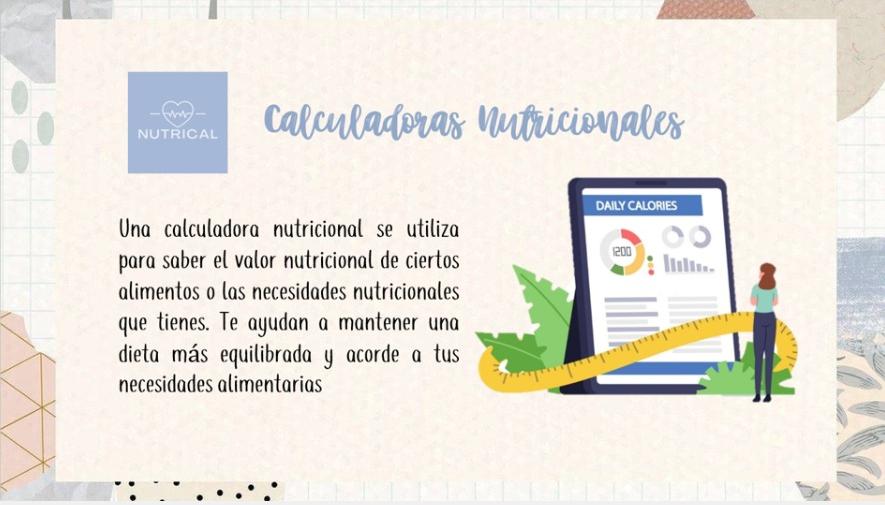 NUTRICAL
Calculadoras Nutricionales
Una calculadora nutricional se utiliza
para saber el valor nutricional de ciertos
alimentos o las necesidades nutricionales
que tienes. Te ayudan a mantener una
dieta más equilibrada y acorde a tus
necesidades alimentarias
DAILY CALORIES
1200